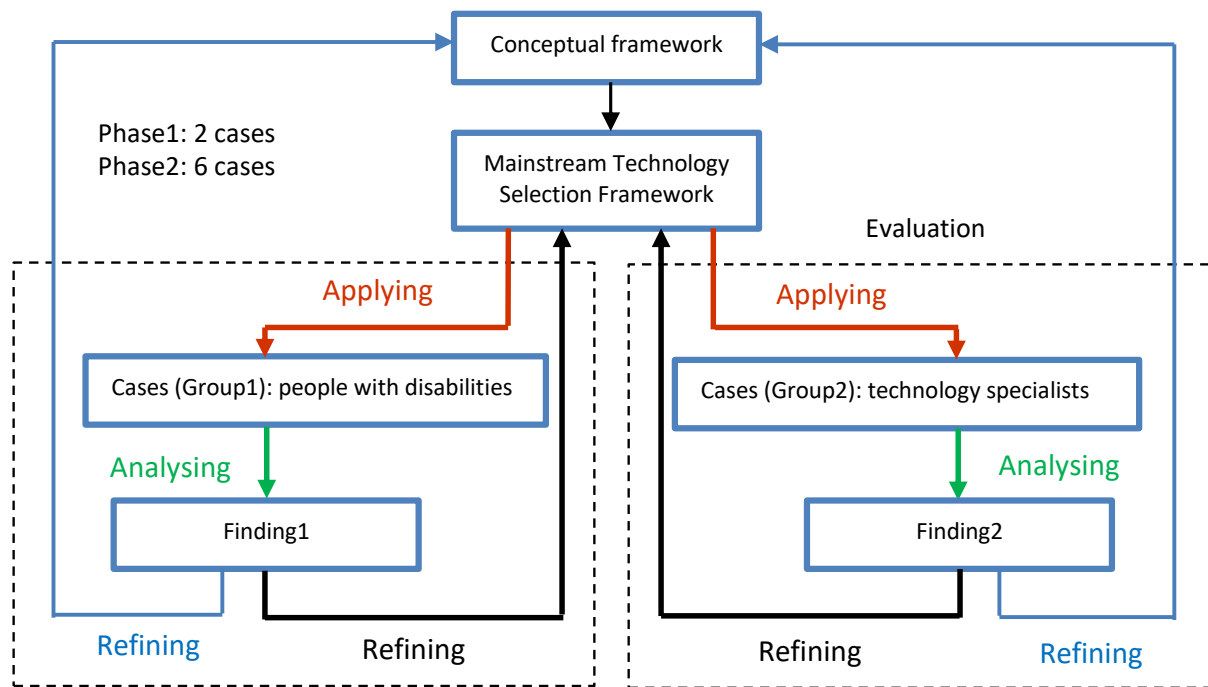 Conceptual framework
Phase1: 2 cases
Phase2: 6 cases
Mainstream Technology
Selection Framework
Evaluation
Applying
Applying
Cases (Group1): people with disabilities
Cases (Group2): technology specialists
Analysing
Analysing
Finding1
Finding2
Refining
Refining
Refining
Refining